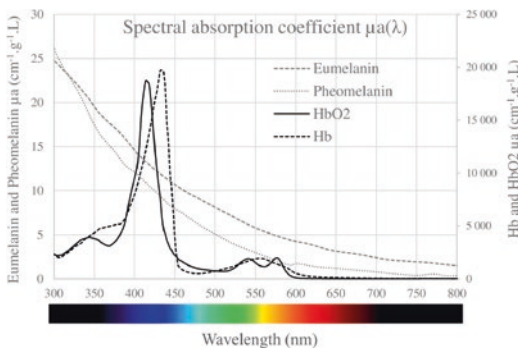 Spectral absorption coefficient μa(λ)
Eumelanin and Pheomelanin μa (cm⁻¹.g⁻¹.L)
30
25
20
15
10
5
0
Eumelanin
Pheomelanin
HbO2
Hb
25 000
20 000
15 000
10 000
5 000
0
Hb and HbO2 μa (cm⁻¹.g⁻¹.L)
300 350 400 450 500 550 600 650 700 750 800
Wavelength (nm)